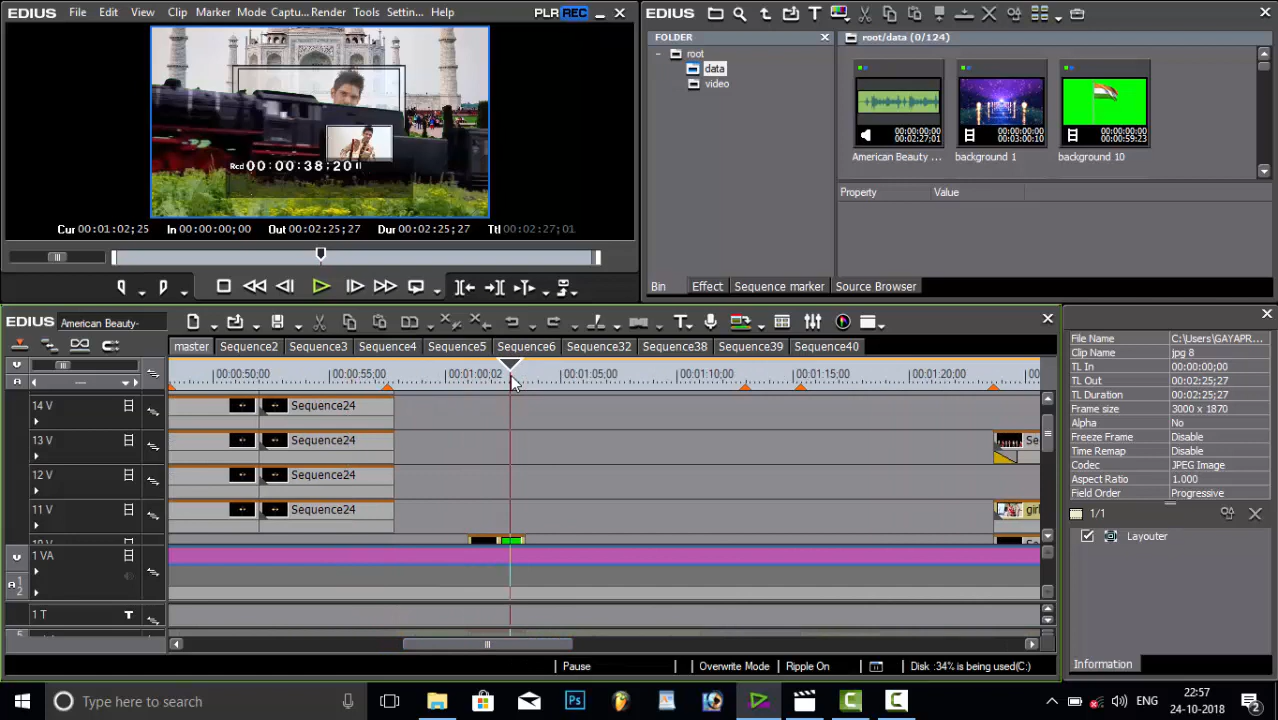 EDIUS File Edit View Clip Marker Mode Captu... Render Tools Settin... Help PLR REC
Rcd 00:00:38;20
Cur 00:01:02;25 In 00:00:00;00 Out 00:02:25;27 Dur 00:02:25;27 Ttl 00:02:27;01
EDIUS
FOLDER
root
data
video
root/data (0/124)
00:00:00;00
00:02:27;01
American Beauty ...
00:00:00;00
00:03:00;10
background 1
00:00:00;00
00:00:59;23
background 10
Property Value
Bin Effect Sequence marker Source Browser
EDIUS American Beauty-
master Sequence2 Sequence3 Sequence4 Sequence5 Sequence6 Sequence32 Sequence38 Sequence39 Sequence40
00:00:50;00 00:00:55;00 00:01:00;02 00:01:05;00 00:01:10;00 00:01:15;00 00:01:20;00
14 V Sequence24
13 V Sequence24 Se
12 V Sequence24
11 V Sequence24 girl
10 V
1 VA
1 T
Pause Overwrite Mode Ripple On Disk :34% is being used(C:)
File Name C:\Users\GAYAPR...
Clip Name jpg 8
TL In 00:00:00;00
TL Out 00:02:25;27
TL Duration 00:02:25;27
Frame size 3000 x 1870
Alpha No
Freeze Frame Disable
Time Remap Disable
Codec JPEG Image
Aspect Ratio 1.000
Field Order Progressive
1/1
Layouter
Information
Type here to search
ENG
22:57
24-10-2018